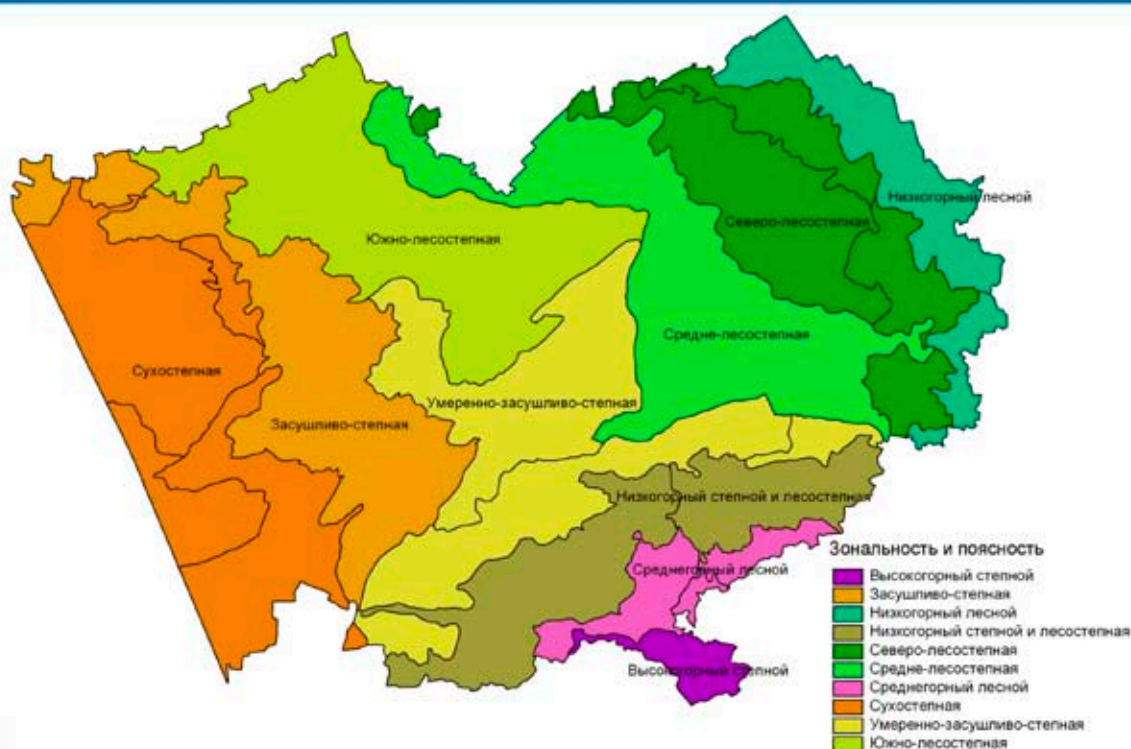 Низкогорный лесной
Северо-лесостепная
Южно-лесостепная
Средне-лесостепная
Сухостепная
Умеренно-засушливо-степная
Засушливо-степная
Низкогорный степной и лесостепная
Среднегорный лесной
Высокогорный степной
Зональность и поясность
Высокогорный степной
Засушливо-степная
Низкогорный лесной
Низкогорный степной и лесостепная
Северо-лесостепная
Средне-лесостепная
Среднегорный лесной
Сухостепная
Умеренно-засушливо-степная
Южно-лесостепная